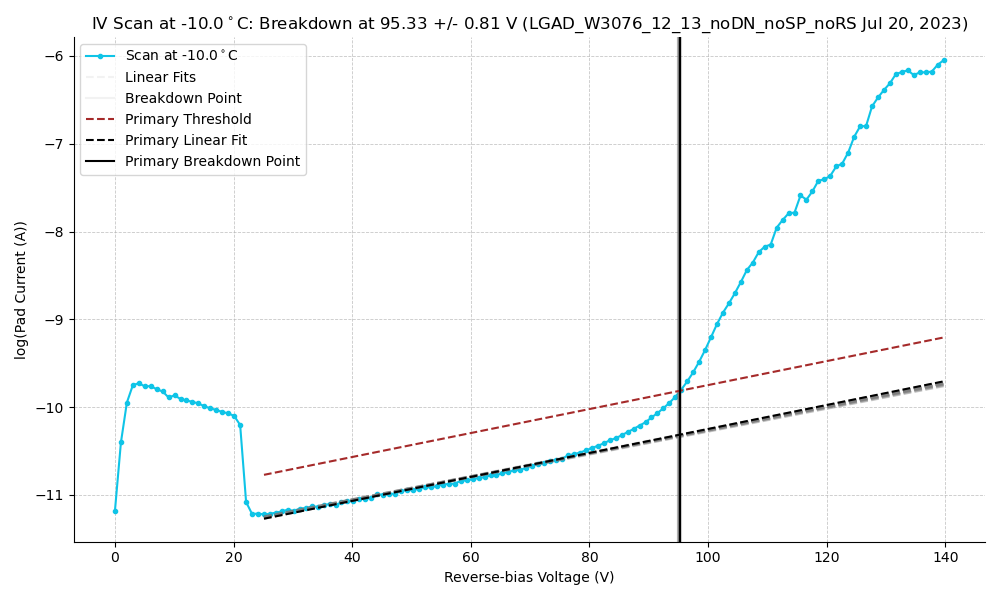 IV Scan at -10.0°C: Breakdown at 95.33 +/- 0.81 V (LGAD_W3076_12_13_noDN_noSP_noRS Jul 20, 2023)
Scan at -10.0°C
Linear Fits
Breakdown Point
Primary Threshold
Primary Linear Fit
Primary Breakdown Point
log(Pad Current (A))
−6
−7
−8
−9
−10
−11
0 20 40 60 80 100 120 140
Reverse-bias Voltage (V)